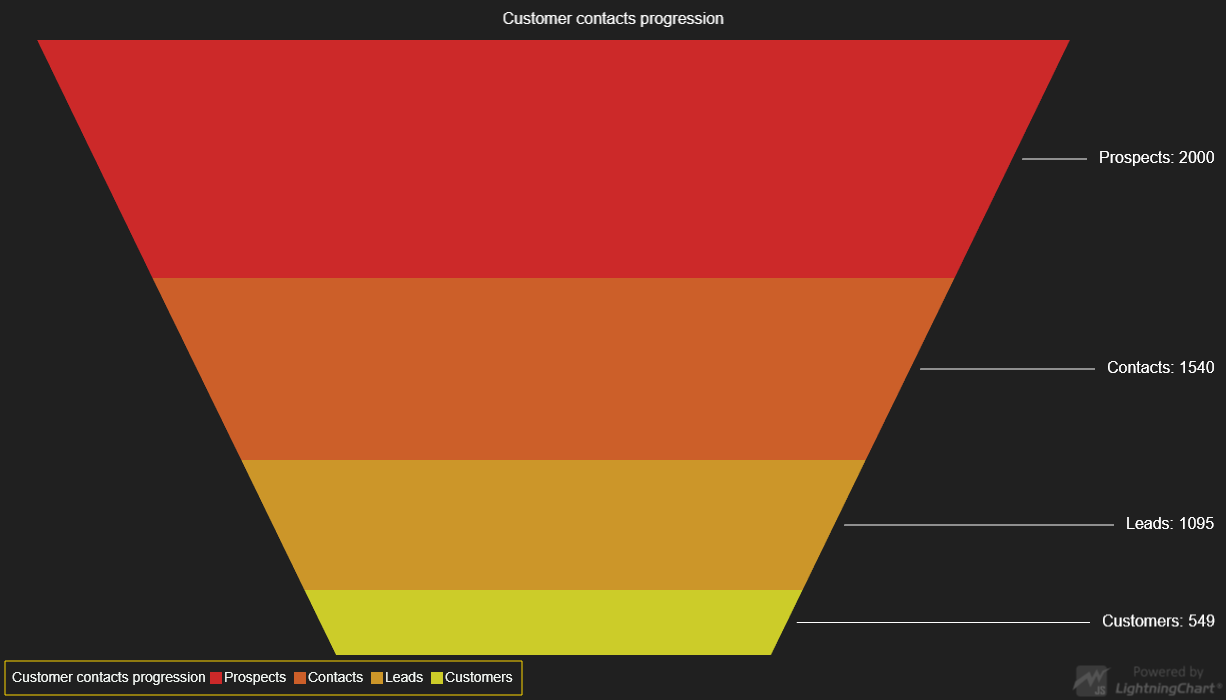 Customer contacts progression
Prospects: 2000
Contacts: 1540
Leads: 1095
Customers: 549
Customer contacts progression Prospects Contacts Leads Customers
Powered by
JS LightningChart®